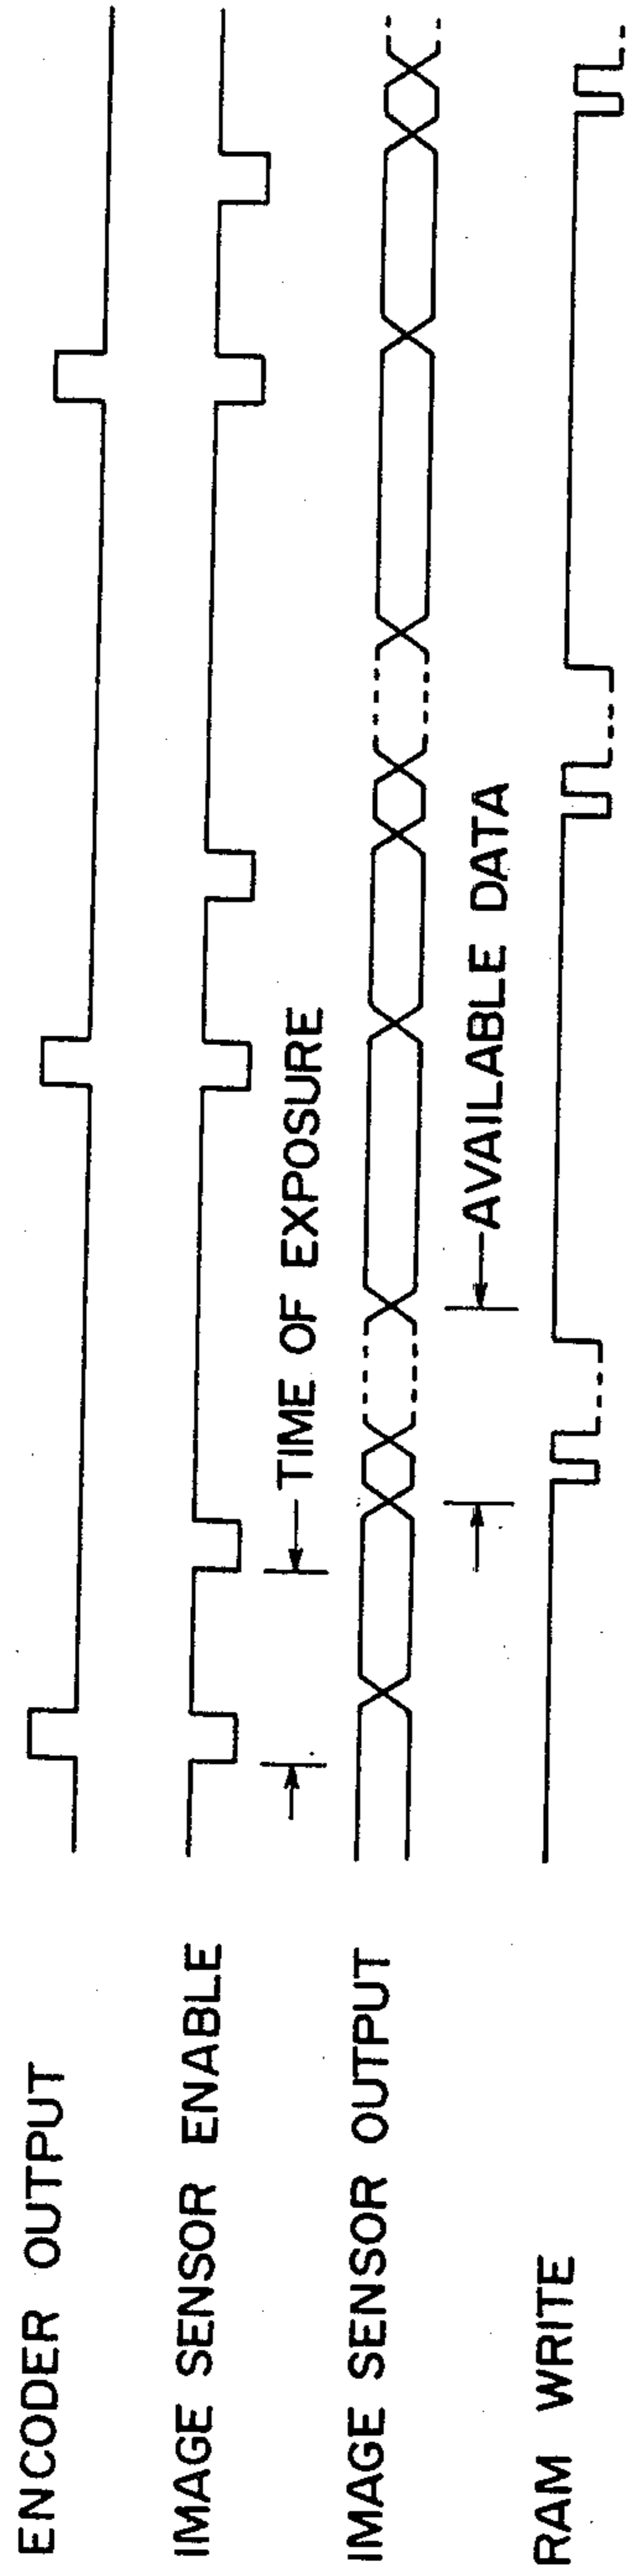 ENCODER OUTPUT
IMAGE SENSOR ENABLE
TIME OF EXPOSURE
IMAGE SENSOR OUTPUT
AVAILABLE DATA
RAM WRITE